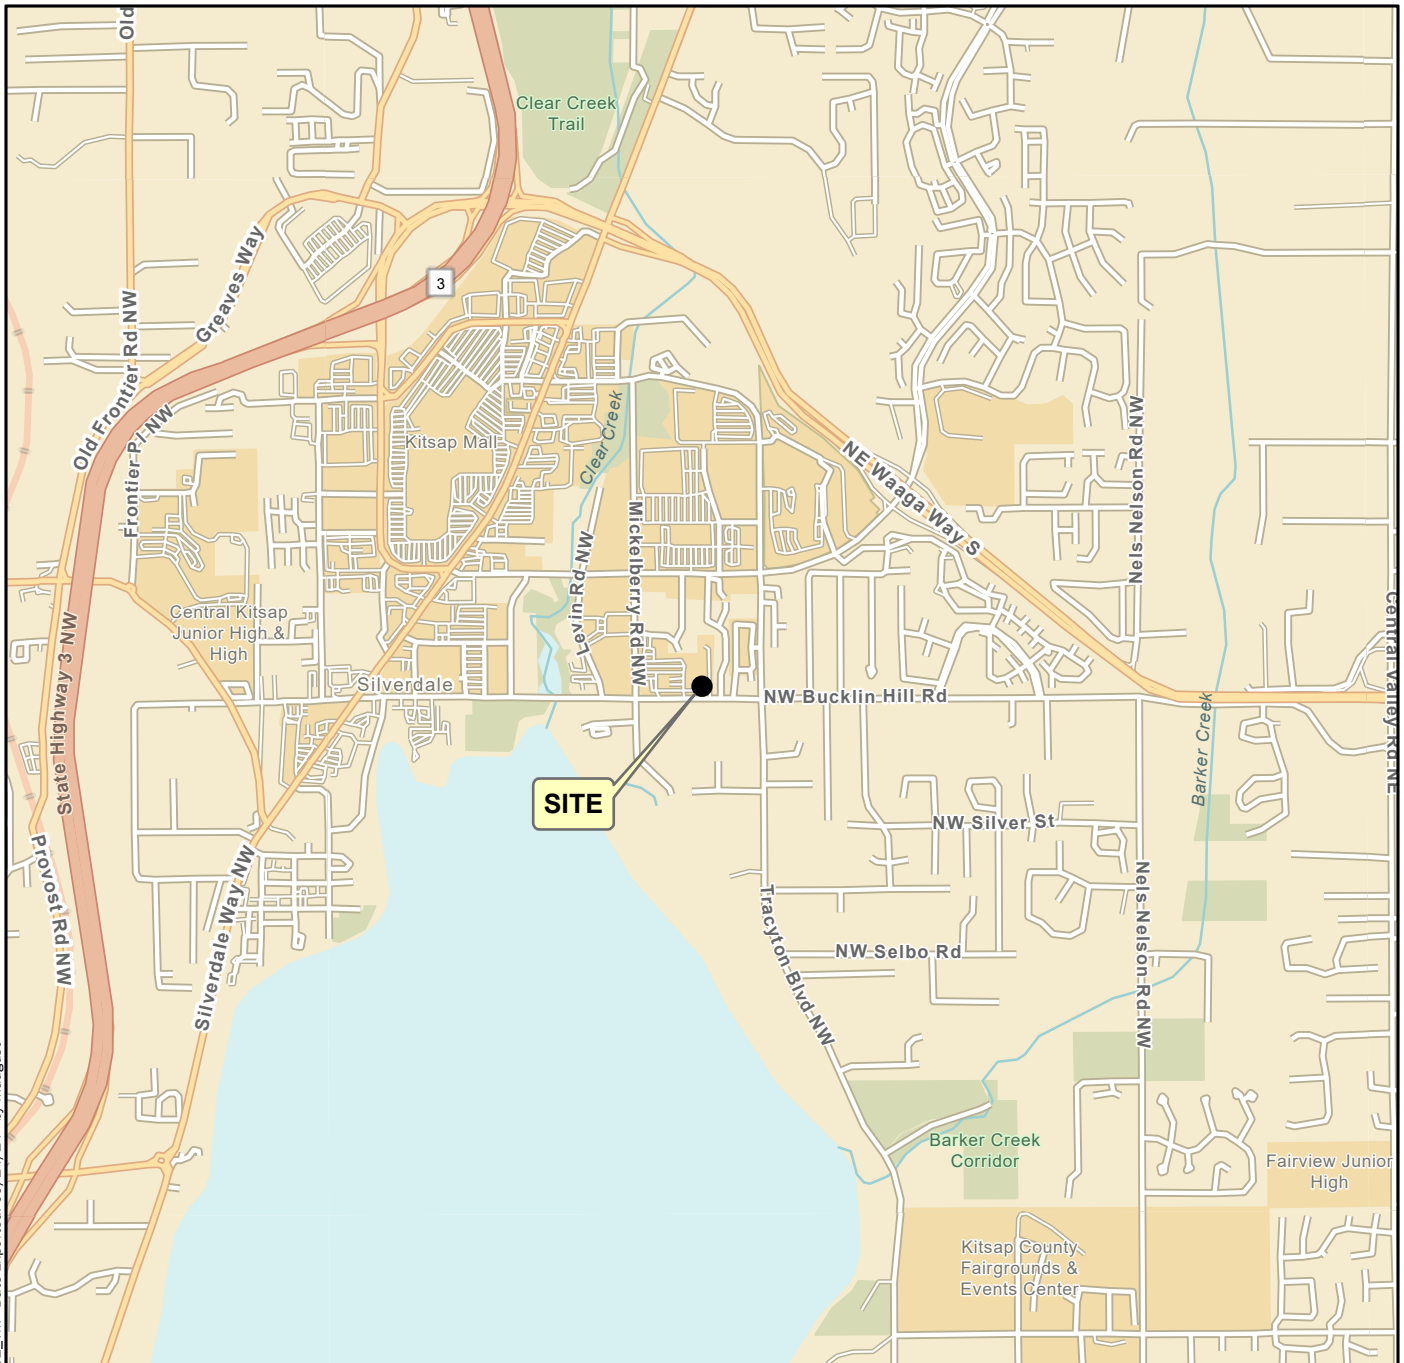 Old
Clear Creek
Trail
Greaves Way
3
Old Frontier Rd NW
Frontier Pl NW
Kitsap Mall
Clear Creek
NE Waaga Way S
Nels Nelson Rd NW
Mickelberry Rd NW
Levin Rd NW
Central Kitsap
Junior High &
High
State Highway 3 NW
Silverdale
NW Bucklin Hill Rd
Central Valley Rd NE
Barker Creek
SITE
NW Silver St
Provost Rd NW
Silverdale Way NW
Tracyton Blvd NW
NW Selbo Rd
Nels Nelson Rd NW
Barker Creek
Corridor
Fairview Junior
High
Kitsap County
Fairgrounds &
Events Center